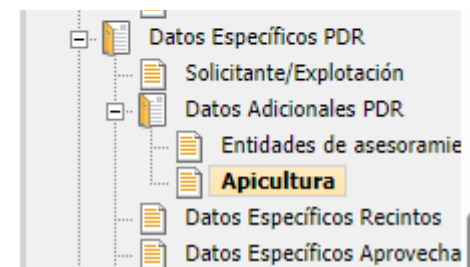 Datos Específicos PDR
Solicitante/Explotación
Datos Adicionales PDR
Entidades de asesoramie
Apicultura
Datos Específicos Recintos
Datos Específicos Aprovecha